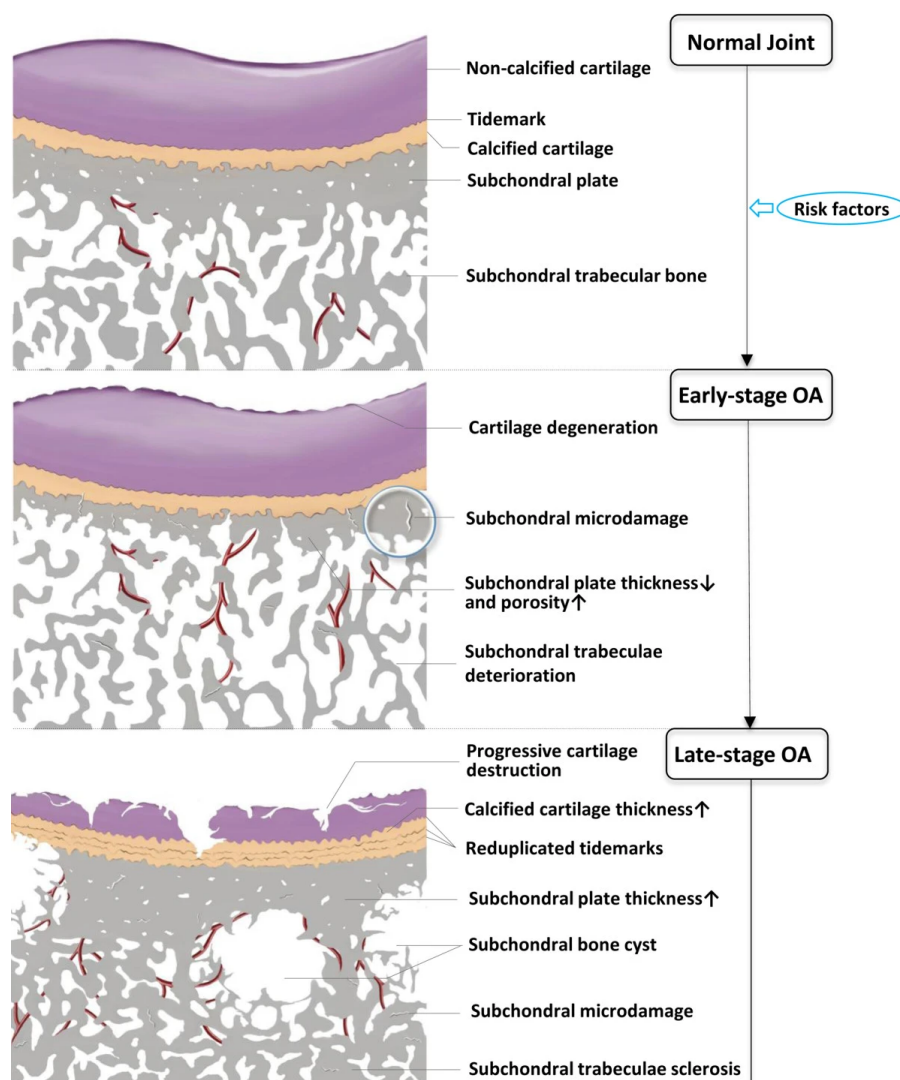 Normal Joint
Non-calcified cartilage
Tidemark
Calcified cartilage
Subchondral plate
Risk factors
Subchondral trabecular bone
Early-stage OA
Cartilage degeneration
Subchondral microdamage
Subchondral plate thickness↓
and porosity↑
Subchondral trabeculae
deterioration
Late-stage OA
Progressive cartilage
destruction
Calcified cartilage thickness↑
Reduplicated tidemarks
Subchondral plate thickness↑
Subchondral bone cyst
Subchondral microdamage
Subchondral trabeculae sclerosis